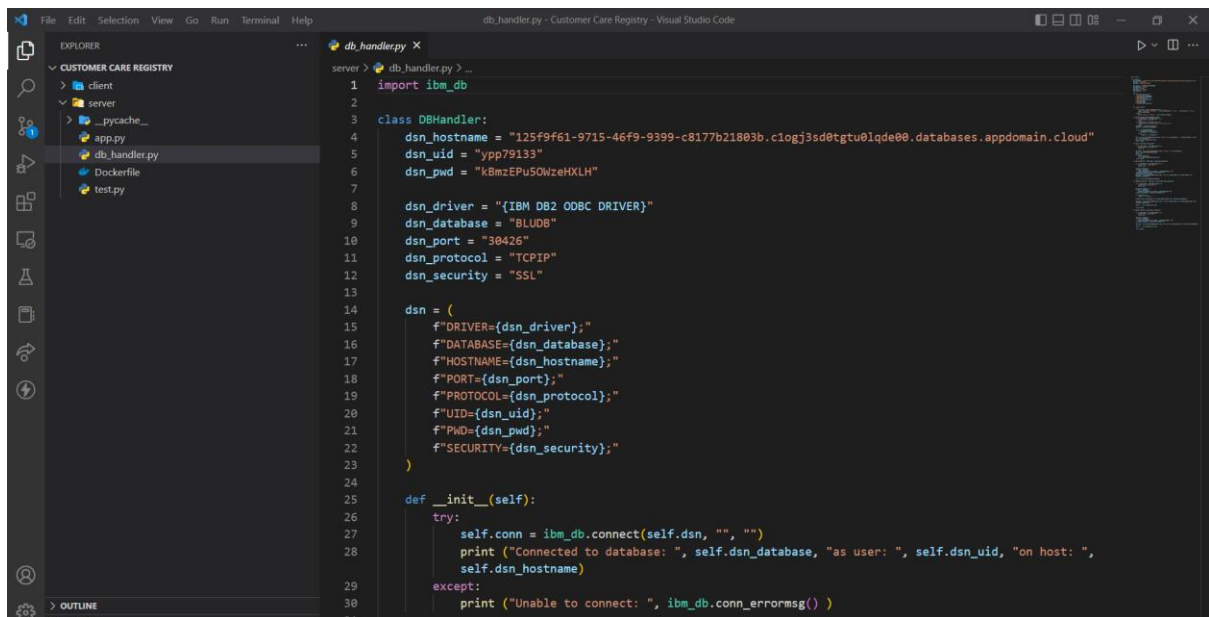 File Edit Selection View Go Run Terminal Help
db_handler.py - Customer Care Registry - Visual Studio Code
EXPLORER
CUSTOMER CARE REGISTRY
client
server
__pycache__
app.py
db_handler.py
Dockerfile
test.py
OUTLINE
1
db_handler.py
server > db_handler.py > ...
1 import ibm_db
2
3 class DBHandler:
4 dsn_hostname = "125f9f61-9715-46f9-9399-c8177b21803b.c1ogj3sd0tgtu0lqde00.databases.appdomain.cloud"
5 dsn_uid = "ypp79133"
6 dsn_pwd = "kBmzEPu5OWzeHXLH"
7
8 dsn_driver = "{IBM DB2 ODBC DRIVER}"
9 dsn_database = "BLUDB"
10 dsn_port = "30426"
11 dsn_protocol = "TCPIP"
12 dsn_security = "SSL"
13
14 dsn = (
15 f"DRIVER={dsn_driver};"
16 f"DATABASE={dsn_database};"
17 f"HOSTNAME={dsn_hostname};"
18 f"PORT={dsn_port};"
19 f"PROTOCOL={dsn_protocol};"
20 f"UID={dsn_uid};"
21 f"PWD={dsn_pwd};"
22 f"SECURITY={dsn_security};"
23 )
24
25 def __init__(self):
26 try:
27 self.conn = ibm_db.connect(self.dsn, "", "")
28 print ("Connected to database: ", self.dsn_database, "as user: ", self.dsn_uid, "on host: ",
self.dsn_hostname)
29 except:
30 print ("Unable to connect: ", ibm_db.conn_errormsg() )